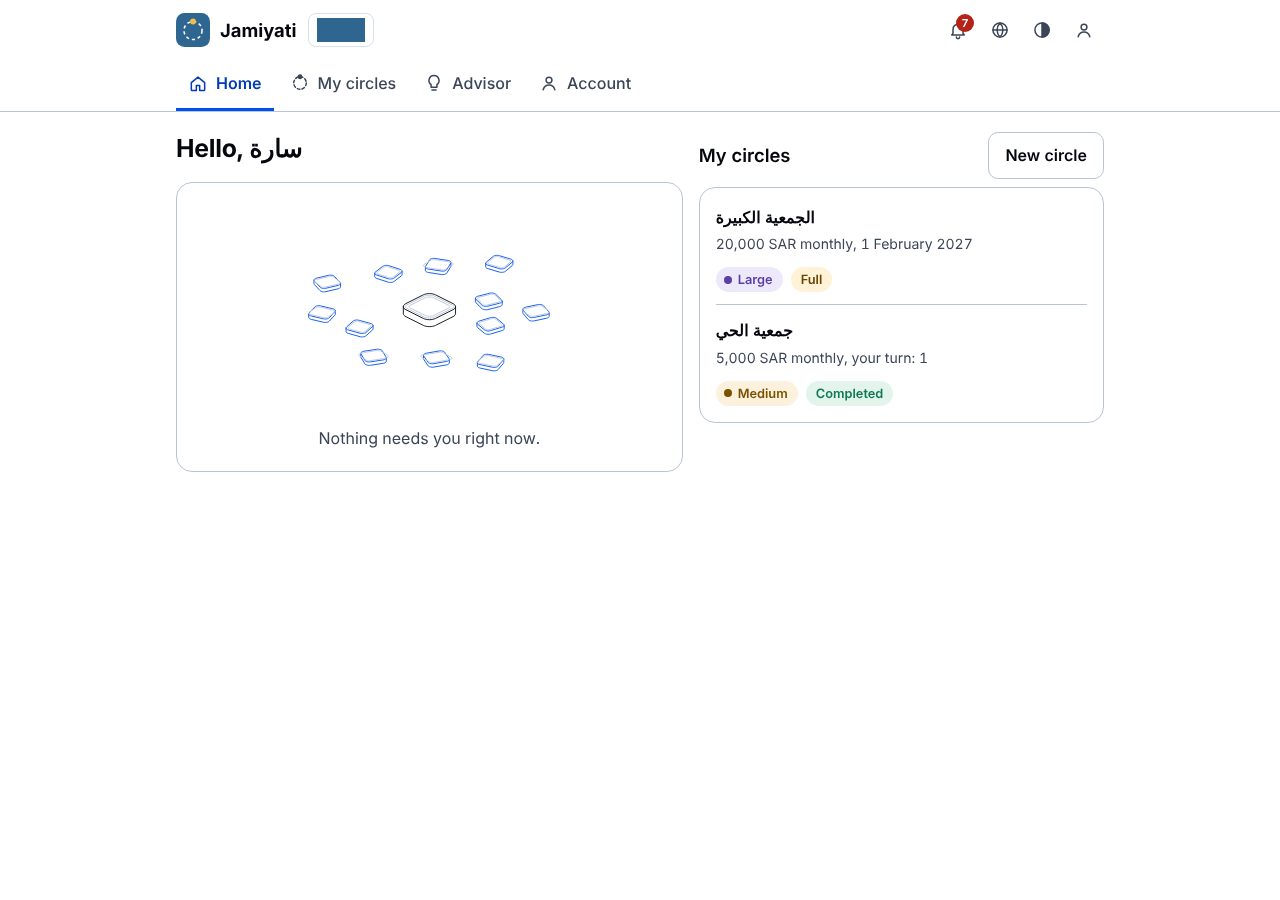 Jamiyati
7
Home
My circles
Advisor
Account
Hello, سارة
Nothing needs you right now.
My circles
New circle
الجمعية الكبيرة
20,000 SAR monthly, 1 February 2027
Large
Full
جمعية الحي
5,000 SAR monthly, your turn: 1
Medium
Completed